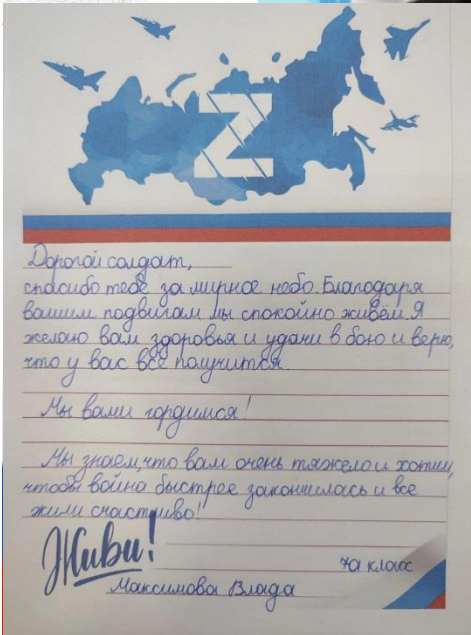 Z
Дорогой солдат,
спасибо тебе за мирное небо. Благодаря
вашим подвигам мы спокойно живём. Я
желаю вам здоровья и удачи в бою и верю,
что у вас всё получится.
Мы вами гордимся!
Мы знаем, что вам очень тяжело и хотим,
чтобы война быстрее закончилась и все
жили счастливо!
Живи!
7а класс
Максимова Влада